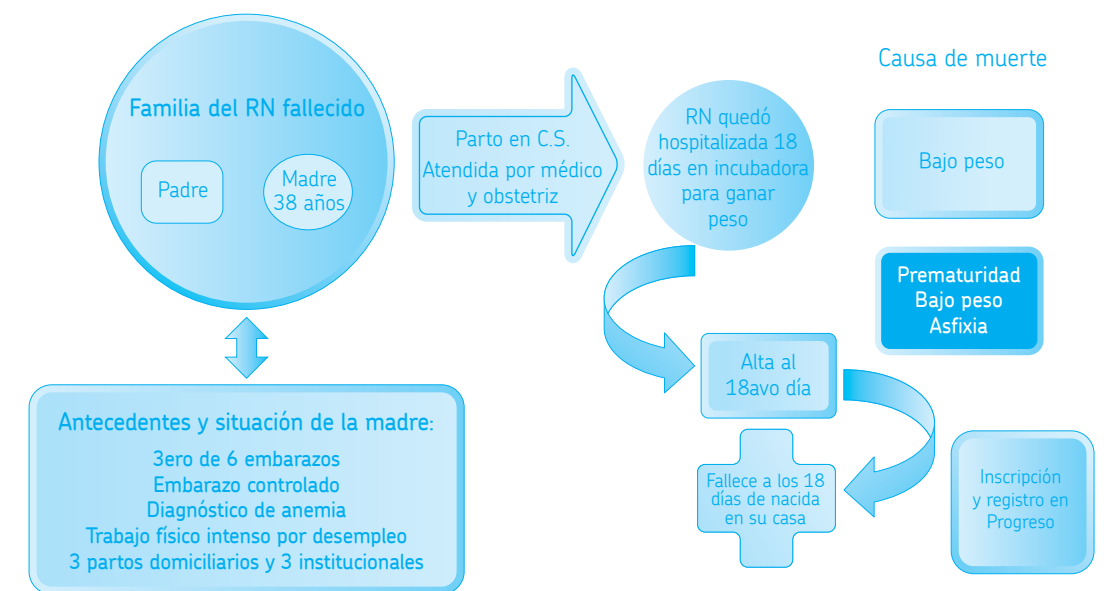 Familia del RN fallecido
Padre
Madre
38 años
Parto en C.S.
Atendida por médico
y obstetriz
RN quedó
hospitalizada 18
días en incubadora
para ganar
peso
Causa de muerte
Bajo peso
Prematuridad
Bajo peso
Asfixia
Alta al
18avo día
Antecedentes y situación de la madre:
3ero de 6 embarazos
Embarazo controlado
Diagnóstico de anemia
Trabajo físico intenso por desempleo
3 partos domiciliarios y 3 institucionales
Fallece a los 18
días de nacida
en su casa
Inscripción
y registro en
Progreso